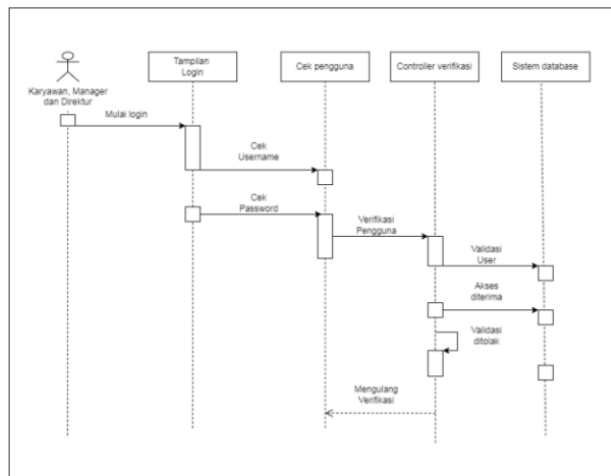 Karyawan, Manager
dan Direktur
Tampilan
Login
Cek pengguna
Controller verifikasi
Sistem database
Mulai login
Cek
Username
Cek
Password
Verifikasi
Pengguna
Validasi
User
Akses
diterima
Validasi
ditolak
Mengulang
Verifikasi